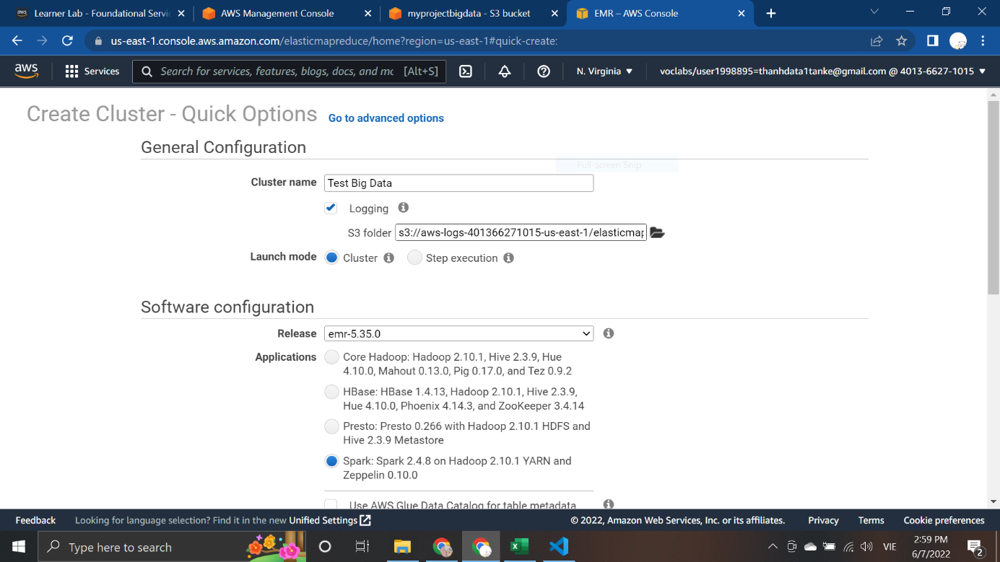 Learner Lab - Foundational Servic
AWS Management Console
myprojectbigdata - S3 bucket
EMR – AWS Console
us-east-1.console.aws.amazon.com/elasticmapreduce/home?region=us-east-1#quick-create:
aws
Services
Search for services, features, blogs, docs, and mo
[Alt+S]
N. Virginia
voclabs/user1998895=thanhdata1tanke@gmail.com @ 4013-6627-1015
Create Cluster - Quick Options
Go to advanced options
General Configuration
Full-screen Snip
Cluster name
Test Big Data
Logging
S3 folder
s3://aws-logs-401366271015-us-east-1/elasticmap
Launch mode
Cluster
Step execution
Software configuration
Release
emr-5.35.0
Applications
Core Hadoop: Hadoop 2.10.1, Hive 2.3.9, Hue
4.10.0, Mahout 0.13.0, Pig 0.17.0, and Tez 0.9.2
HBase: HBase 1.4.13, Hadoop 2.10.1, Hive 2.3.9,
Hue 4.10.0, Phoenix 4.14.3, and ZooKeeper 3.4.14
Presto: Presto 0.266 with Hadoop 2.10.1 HDFS and
Hive 2.3.9 Metastore
Spark: Spark 2.4.8 on Hadoop 2.10.1 YARN and
Zeppelin 0.10.0
Use AWS Glue Data Catalog for table metadata
Feedback
Looking for language selection? Find it in the new Unified Settings
© 2022, Amazon Web Services, Inc. or its affiliates.
Privacy
Terms
Cookie preferences
Type here to search
VIE
2:59 PM
6/7/2022
2